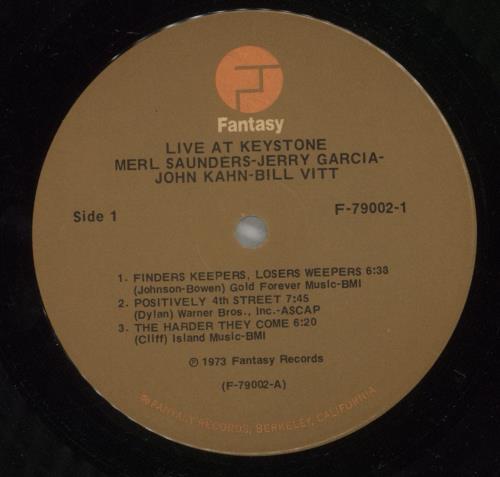 Fantasy
LIVE AT KEYSTONE
MERL SAUNDERS-JERRY GARCIA-
JOHN KAHN-BILL VITT
Side 1
F-79002-1
1. FINDERS KEEPERS, LOSERS WEEPERS 6:38
(Johnson-Bowen) Gold Forever Music-BMI
2. POSITIVELY 4th STREET 7:45
(Dylan) Warner Bros., Inc.-ASCAP
3. THE HARDER THEY COME 6:20
(Cliff) Island Music-BMI
℗ 1973 Fantasy Records
(F-79002-A)
FANTASY RECORDS, BERKELEY, CALIFORNIA